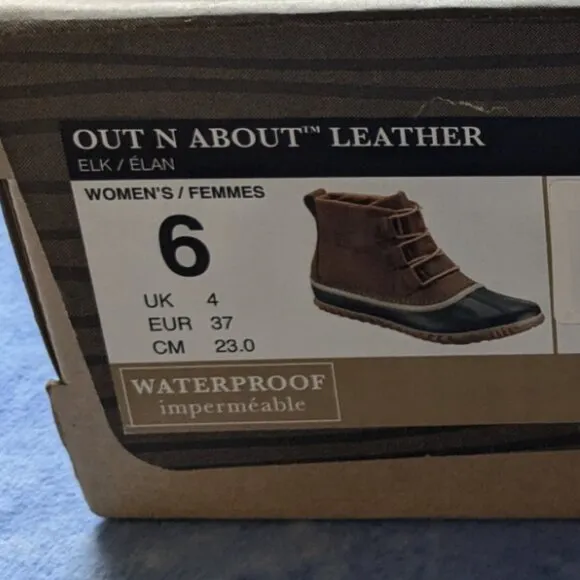 OUT N ABOUT™ LEATHER
ELK / ÉLAN
WOMEN'S / FEMMES
6
UK 4
EUR 37
CM 23.0
WATERPROOF
imperméable